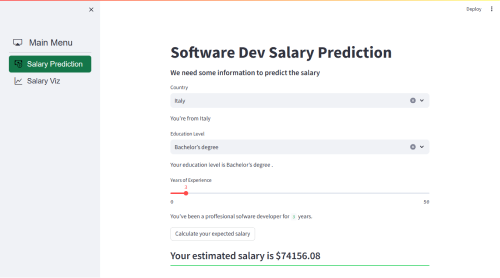 Deploy
Main Menu
Salary Prediction
Salary Viz
Software Dev Salary Prediction
We need some information to predict the salary
Country
Italy
You're from Italy
Education Level
Bachelor's degree
Your education level is Bachelor's degree .
Years of Experience
3
0
50
You've been a proffesional sofware developer for 3 years.
Calculate your expected salary
Your estimated salary is $74156.08